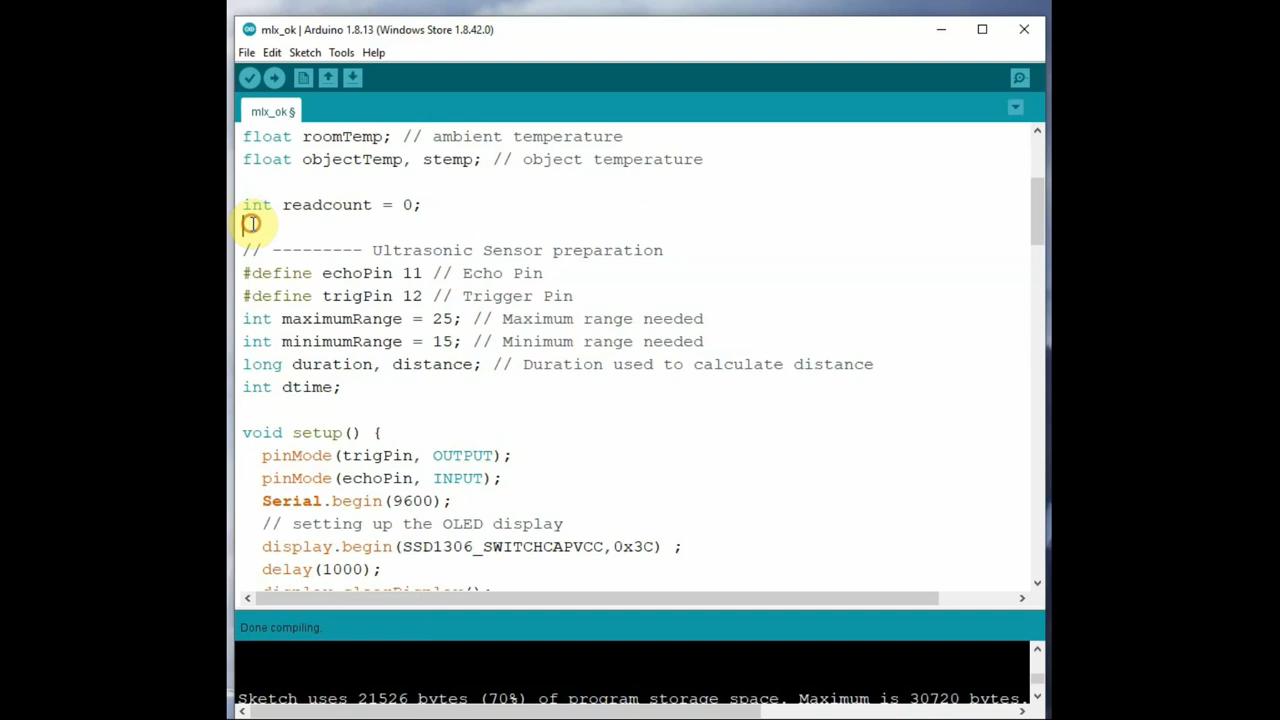 mlx_ok | Arduino 1.8.13 (Windows Store 1.8.42.0)
File Edit Sketch Tools Help
mlx_ok §
float roomTemp; // ambient temperature
float objectTemp, stemp; // object temperature
int readcount = 0;
// --------- Ultrasonic Sensor preparation
#define echoPin 11 // Echo Pin
#define trigPin 12 // Trigger Pin
int maximumRange = 25; // Maximum range needed
int minimumRange = 15; // Minimum range needed
long duration, distance; // Duration used to calculate distance
int dtime;
void setup() {
pinMode(trigPin, OUTPUT);
pinMode(echoPin, INPUT);
Serial.begin(9600);
// setting up the OLED display
display.begin(SSD1306_SWITCHCAPVCC,0x3C) ;
delay(1000);
display.clearDisplay();
Done compiling.
Sketch uses 21526 bytes (70%) of program storage space. Maximum is 30720 bytes.